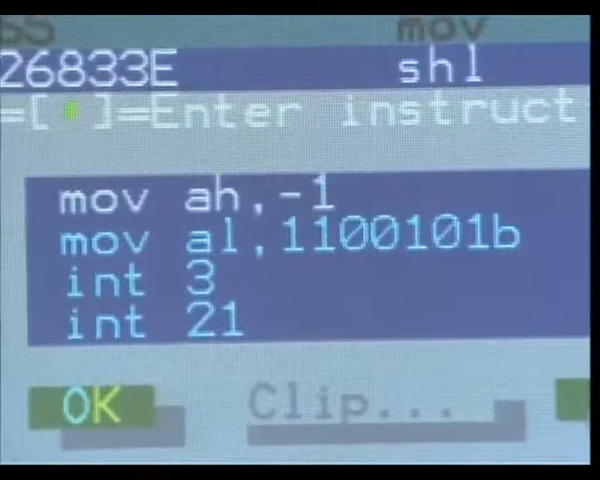 mov
26833E shl
=[ ]=Enter instruct
mov ah,-1
mov al,1100101b
int 3
int 21
OK Clip...